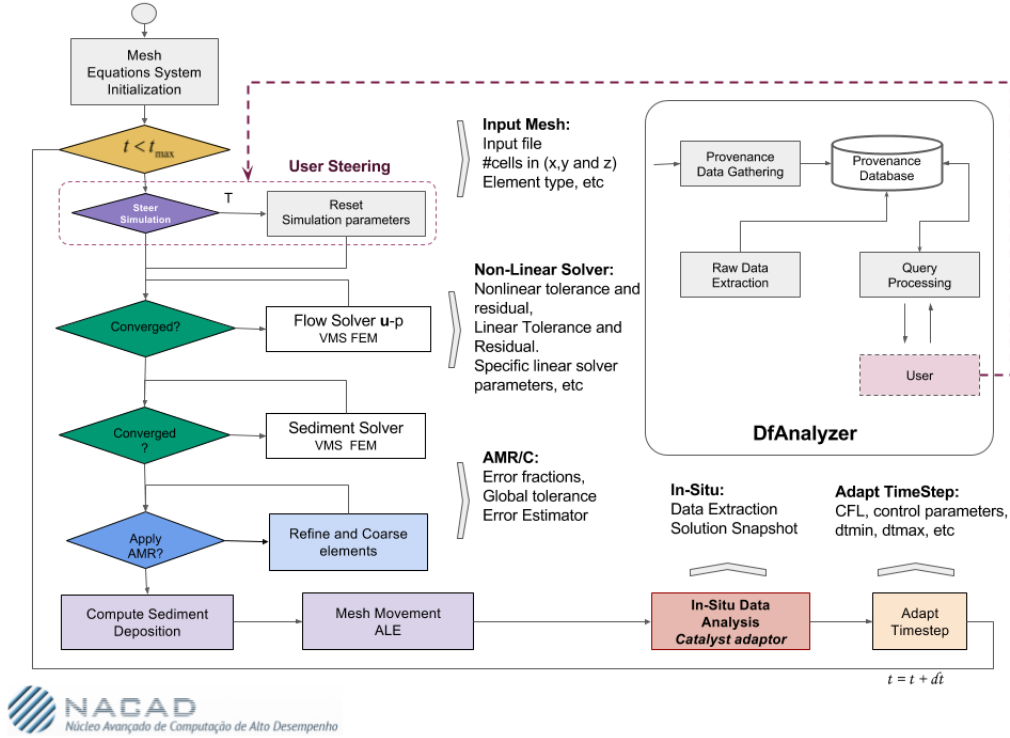 Mesh
Equations System
Initialization
t < tmax
User Steering
Steer
Simulation
T
Reset
Simulation parameters
Converged?
Flow Solver u-p
VMS FEM
Converged
?
Sediment Solver
VMS FEM
Apply
AMR?
Refine and Coarse
elements
Compute Sediment
Deposition
Mesh Movement
ALE
In-Situ Data
Analysis
Catalyst adaptor
Adapt
Timestep
t = t + dt
Input Mesh:
Input file
#cells in (x,y and z)
Element type, etc
Non-Linear Solver:
Nonlinear tolerance and
residual,
Linear Tolerance and
Residual.
Specific linear solver
parameters, etc
AMR/C:
Error fractions,
Global tolerance
Error Estimator
In-Situ:
Data Extraction
Solution Snapshot
Adapt TimeStep:
CFL, control parameters,
dtmin, dtmax, etc
Provenance
Data Gathering
Provenance
Database
Raw Data
Extraction
Query
Processing
User
DfAnalyzer
NACAD
Núcleo Avançado de Computação de Alto Desempenho